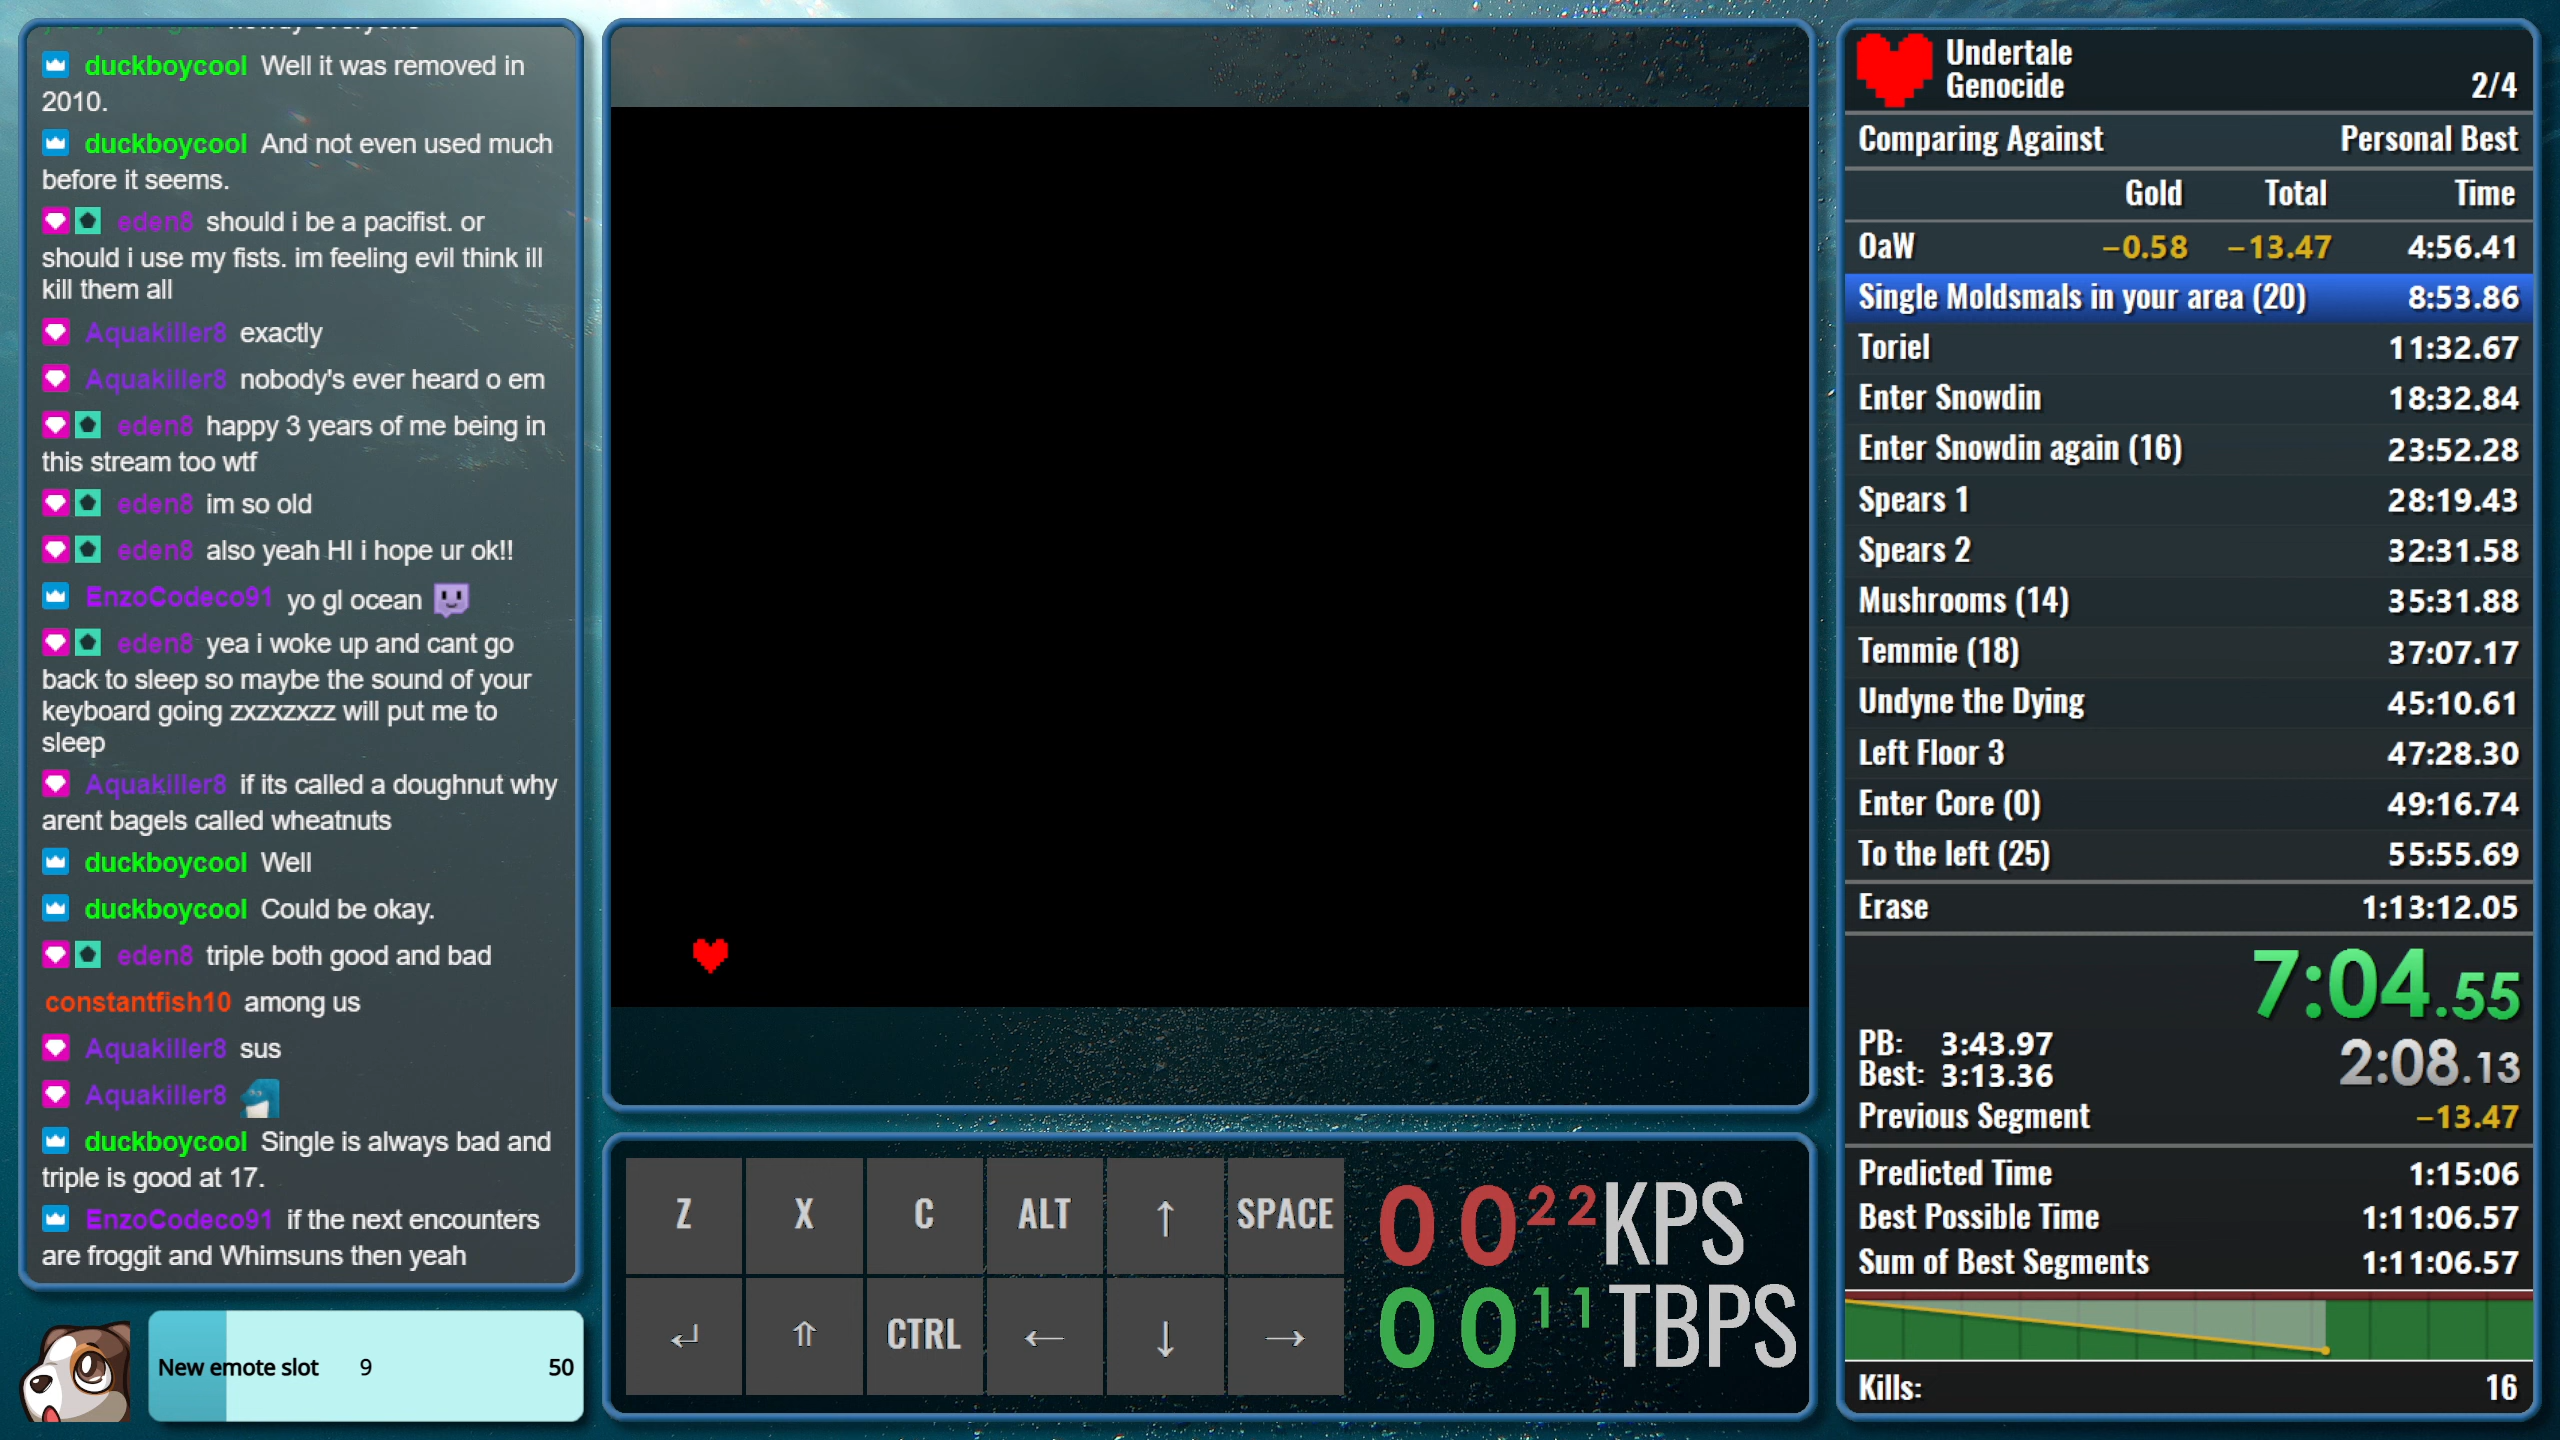 duckboycool Well it was removed in
2010.
duckboycool And not even used much
before it seems.
eden8 should i be a pacifist. or
should i use my fists. im feeling evil think ill
kill them all
Aquakiller8 exactly
Aquakiller8 nobody's ever heard o em
eden8 happy 3 years of me being in
this stream too wtf
eden8 im so old
eden8 also yeah HI i hope ur ok!!
EnzoCodeco91 yo gl ocean
eden8 yea i woke up and cant go
back to sleep so maybe the sound of your
keyboard going zxzxzxzz will put me to
sleep
Aquakiller8 if its called a doughnut why
arent bagels called wheatnuts
duckboycool Well
duckboycool Could be okay.
eden8 triple both good and bad
constantfish10 among us
Aquakiller8 sus
Aquakiller8
duckboycool Single is always bad and
triple is good at 17.
EnzoCodeco91 if the next encounters
are froggit and Whimsuns then yeah
New emote slot 9 50
Z X C ALT ↑ SPACE
↵ ⇑ CTRL ← ↓ →
0 0 22 KPS
0 0 11 TBPS
Undertale
Genocide 2/4
Comparing Against Personal Best
Gold Total Time
OaW −0.58 −13.47 4:56.41
Single Moldsmals in your area (20) 8:53.86
Toriel 11:32.67
Enter Snowdin 18:32.84
Enter Snowdin again (16) 23:52.28
Spears 1 28:19.43
Spears 2 32:31.58
Mushrooms (14) 35:31.88
Temmie (18) 37:07.17
Undyne the Dying 45:10.61
Left Floor 3 47:28.30
Enter Core (0) 49:16.74
To the left (25) 55:55.69
Erase 1:13:12.05
7:04.55
PB: 3:43.97
Best: 3:13.36
2:08.13
Previous Segment −13.47
Predicted Time 1:15:06
Best Possible Time 1:11:06.57
Sum of Best Segments 1:11:06.57
Kills: 16